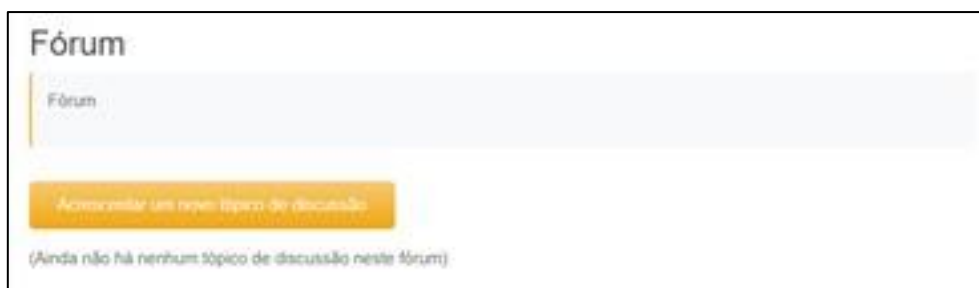 Fórum
Fórum
Acrescentar um novo tópico de discussão
(Ainda não há nenhum tópico de discussão neste fórum)